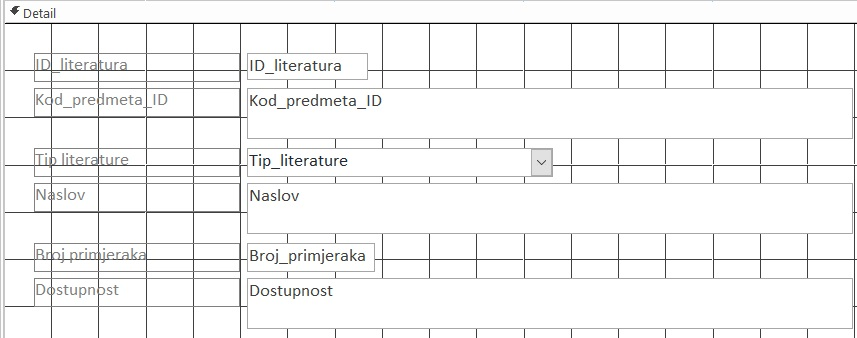 Detail
ID_literatura ID_literatura
Kod_predmeta_ID Kod_predmeta_ID
Tip literature Tip_literature
Naslov Naslov
Broj primjeraka Broj_primjeraka
Dostupnost Dostupnost